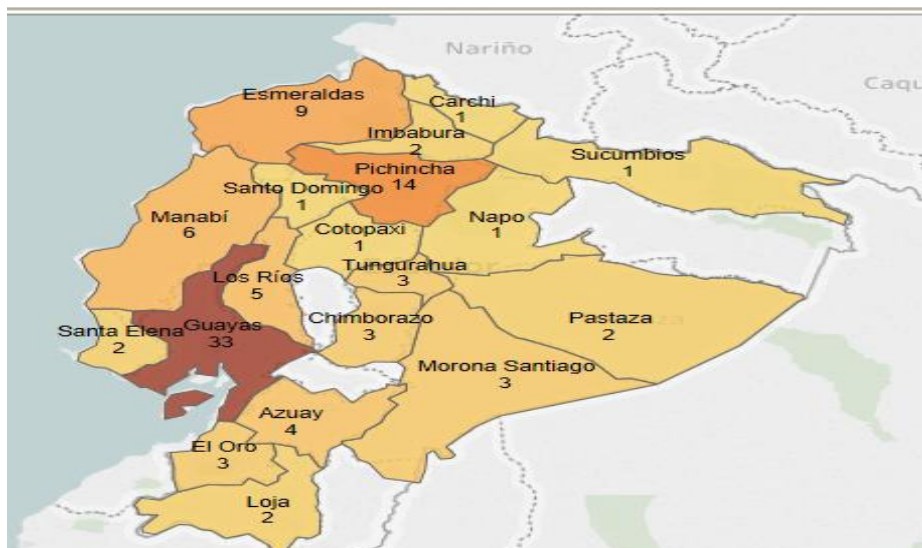 Nariño
Caqu
Esmeraldas
9
Carchi
1
Imbabura
2
Sucumbios
1
Pichincha
14
Santo Domingo
1
Napo
1
Manabí
6
Cotopaxi
1
Tungurahua
3
Los Ríos
5
Santa Elena
2
Guayas
33
Chimborazo
3
Pastaza
2
Morona Santiago
3
Azuay
4
El Oro
3
Loja
2